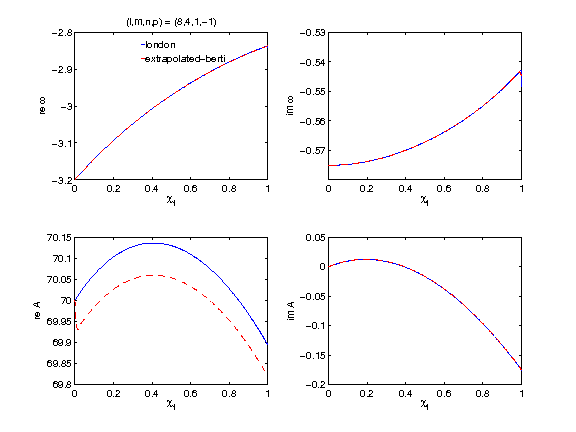 (l,m,n,p) = (8,4,1,−1)
−2.8
−2.9
−3
−3.1
−3.2
re ω
london
extrapolated−berti
0 0.2 0.4 0.6 0.8 1
χf
−0.53
−0.54
−0.55
−0.56
−0.57
im ω
0 0.2 0.4 0.6 0.8 1
χf
70.15
70.1
70.05
70
69.95
69.9
69.85
69.8
re A
0 0.2 0.4 0.6 0.8 1
χf
0.05
0
−0.05
−0.1
−0.15
−0.2
im A
0 0.2 0.4 0.6 0.8 1
χf